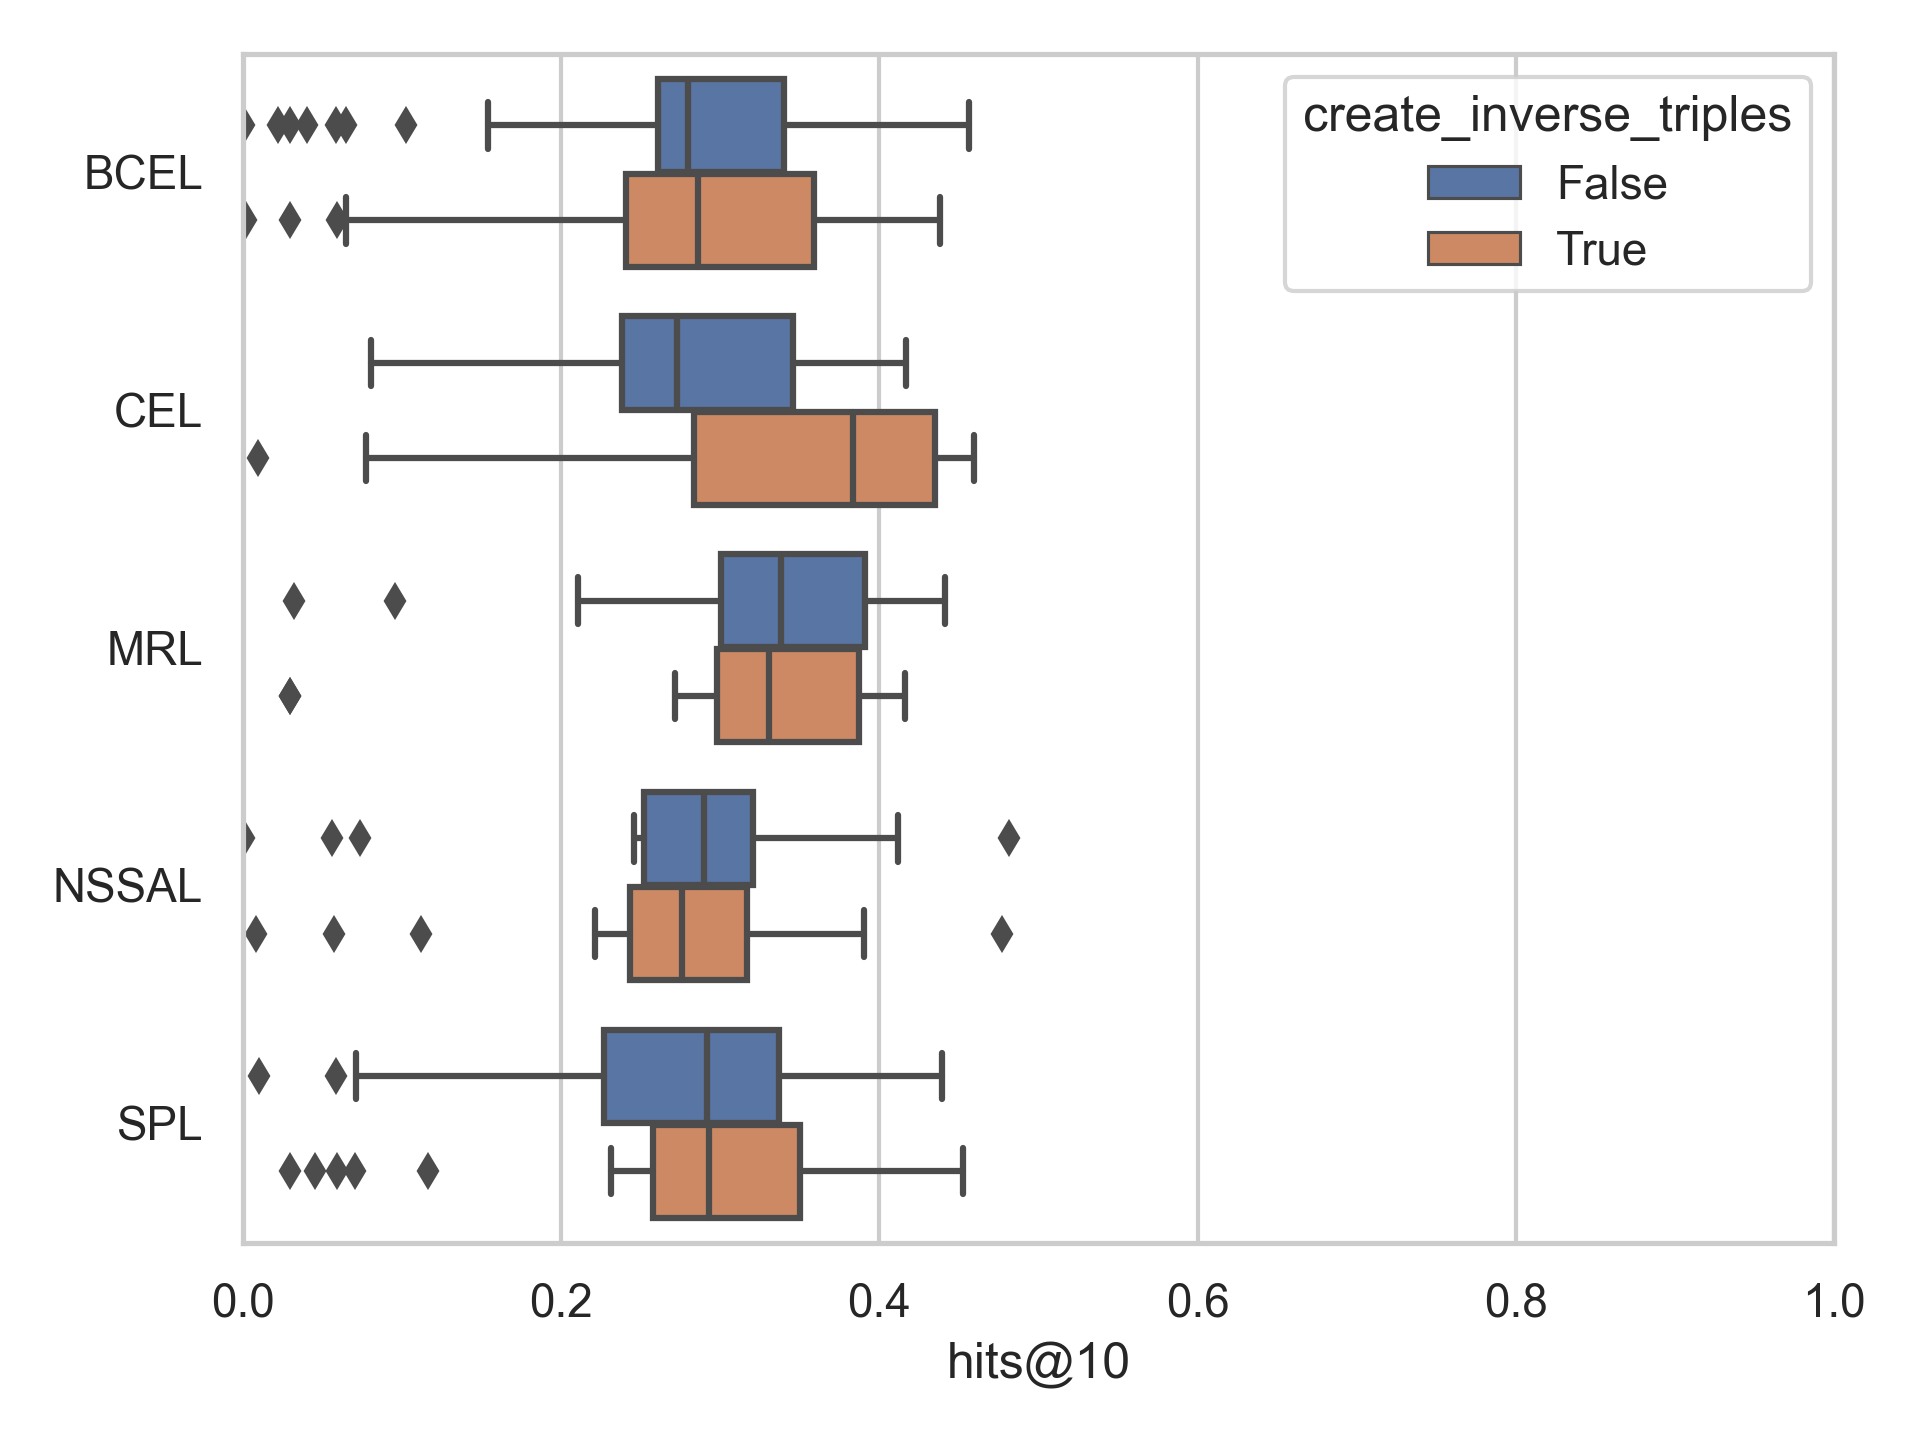 create_inverse_triples
False
True
BCEL
CEL
MRL
NSSAL
SPL
0.0 0.2 0.4 0.6 0.8 1.0
hits@10